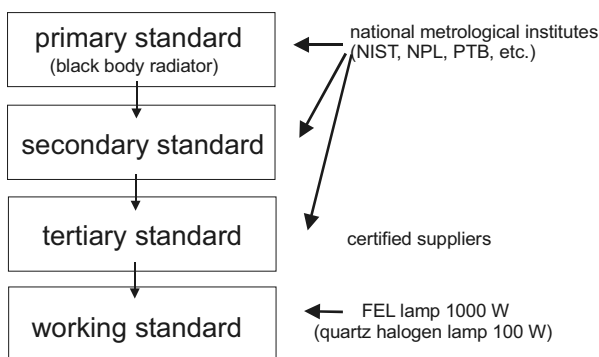 primary standard
(black body radiator)
national metrological institutes
(NIST, NPL, PTB, etc.)
secondary standard
tertiary standard
certified suppliers
working standard
FEL lamp 1000 W
(quartz halogen lamp 100 W)